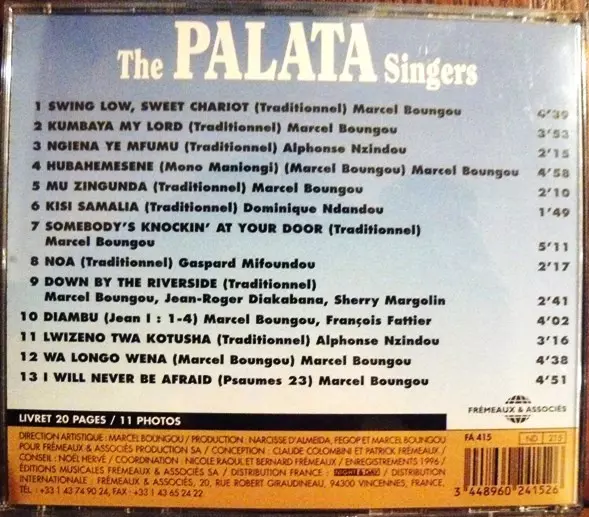 The PALATA Singers
1 SWING LOW, SWEET CHARIOT (Traditionnel) Marcel Boungou 6'39
2 KUMBAYA MY LORD (Traditionnel) Marcel Boungou 3'53
3 NGIENA YE MFUMU (Traditionnel) Alphonse Nzindou 2'15
4 HUBAHEMESENE (Mono Maniongi) (Marcel Boungou) Marcel Boungou 4'58
5 MU ZINGUNDA (Traditionnel) Marcel Boungou 2'10
6 KISI SAMALIA (Traditionnel) Dominique Ndandou 1'49
7 SOMEBODY'S KNOCKIN' AT YOUR DOOR (Traditionnel)
Marcel Boungou 5'11
8 NOA (Traditionnel) Gaspard Mifoundou 2'17
9 DOWN BY THE RIVERSIDE (Traditionnel)
Marcel Boungou, Jean-Roger Diakabana, Sherry Margolin 2'41
10 DIAMBU (Jean I : 1-4) Marcel Boungou, François Fattier 4'02
11 LWIZENO TWA KOTUSHA (Traditionnel) Alphonse Nzindou 3'16
12 WA LONGO WENA (Marcel Boungou) Marcel Boungou 4'38
13 I WILL NEVER BE AFRAID (Psaumes 23) Marcel Boungou 4'51
FRÉMEAUX & ASSOCIÉS
LIVRET 20 PAGES / 11 PHOTOS
DIRECTION ARTISTIQUE : MARCEL BOUNGOU / PRODUCTION : NARCISSE D'ALMEIDA, FEGOP ET MARCEL BOUNGOU
POUR FRÉMEAUX & ASSOCIÉS PRODUCTION SA / CONCEPTION : CLAUDE COLOMBINI ET PATRICK FRÉMEAUX /
CONSEIL : NOËL HERVÉ / COORDINATION : NICOLE RAOUL ET BERNARD FRÉMEAUX / ENREGISTREMENTS 1996 /
ÉDITIONS MUSICALES FRÉMEAUX & ASSOCIÉS SA / DISTRIBUTION FRANCE : NIGHT & DAY / DISTRIBUTION
INTERNATIONALE : FRÉMEAUX & ASSOCIÉS, 20, RUE ROBERT GIRAUDINEAU, 94300 VINCENNES, FRANCE,
TÉL : +33 1 43 74 90 24, FAX : +33 1 43 65 24 22
FA 415
ND 215
3 448960 241526